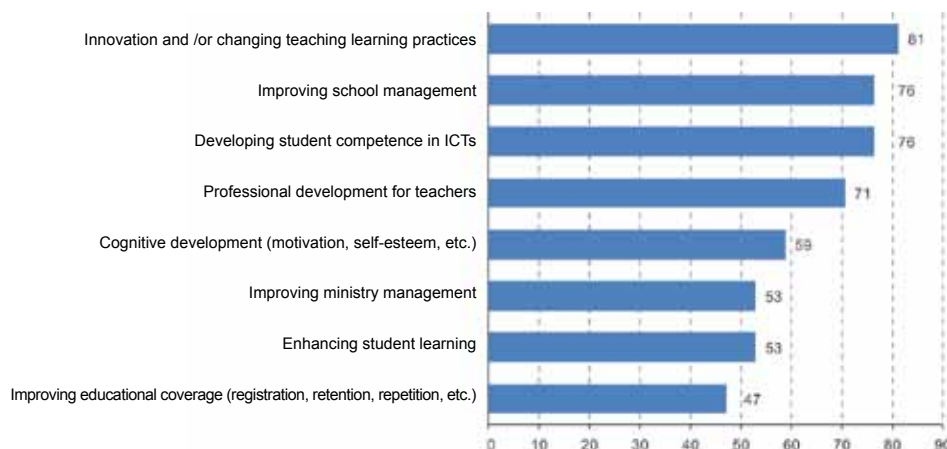 Innovation and /or changing teaching learning practices 81
Improving school management 76
Developing student competence in ICTs 76
Professional development for teachers 71
Cognitive development (motivation, self-esteem, etc.) 59
Improving ministry management 53
Enhancing student learning 53
Improving educational coverage (registration, retention, repetition, etc.) 47
0 10 20 30 40 50 60 70 80 90